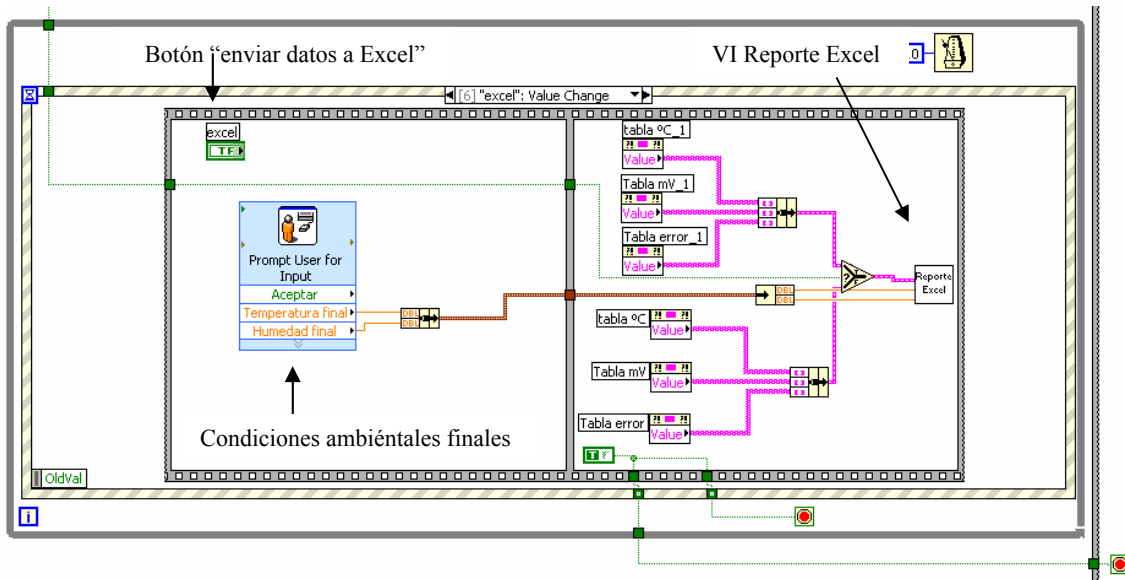 Botón “enviar datos a Excel”
VI Reporte Excel
[6] "excel": Value Change
excel
TF
Prompt User for
Input
Aceptar
Temperatura final
Humedad final
DBL
DBL
Condiciones ambiéntales finales
tabla ºC_1
Value
Tabla mV_1
Value
Tabla error_1
Value
DBL
DBL
T
F
?
Reporte
Excel
tabla ºC
Value
Tabla mV
Value
Tabla error
Value
T F
OldVal
i